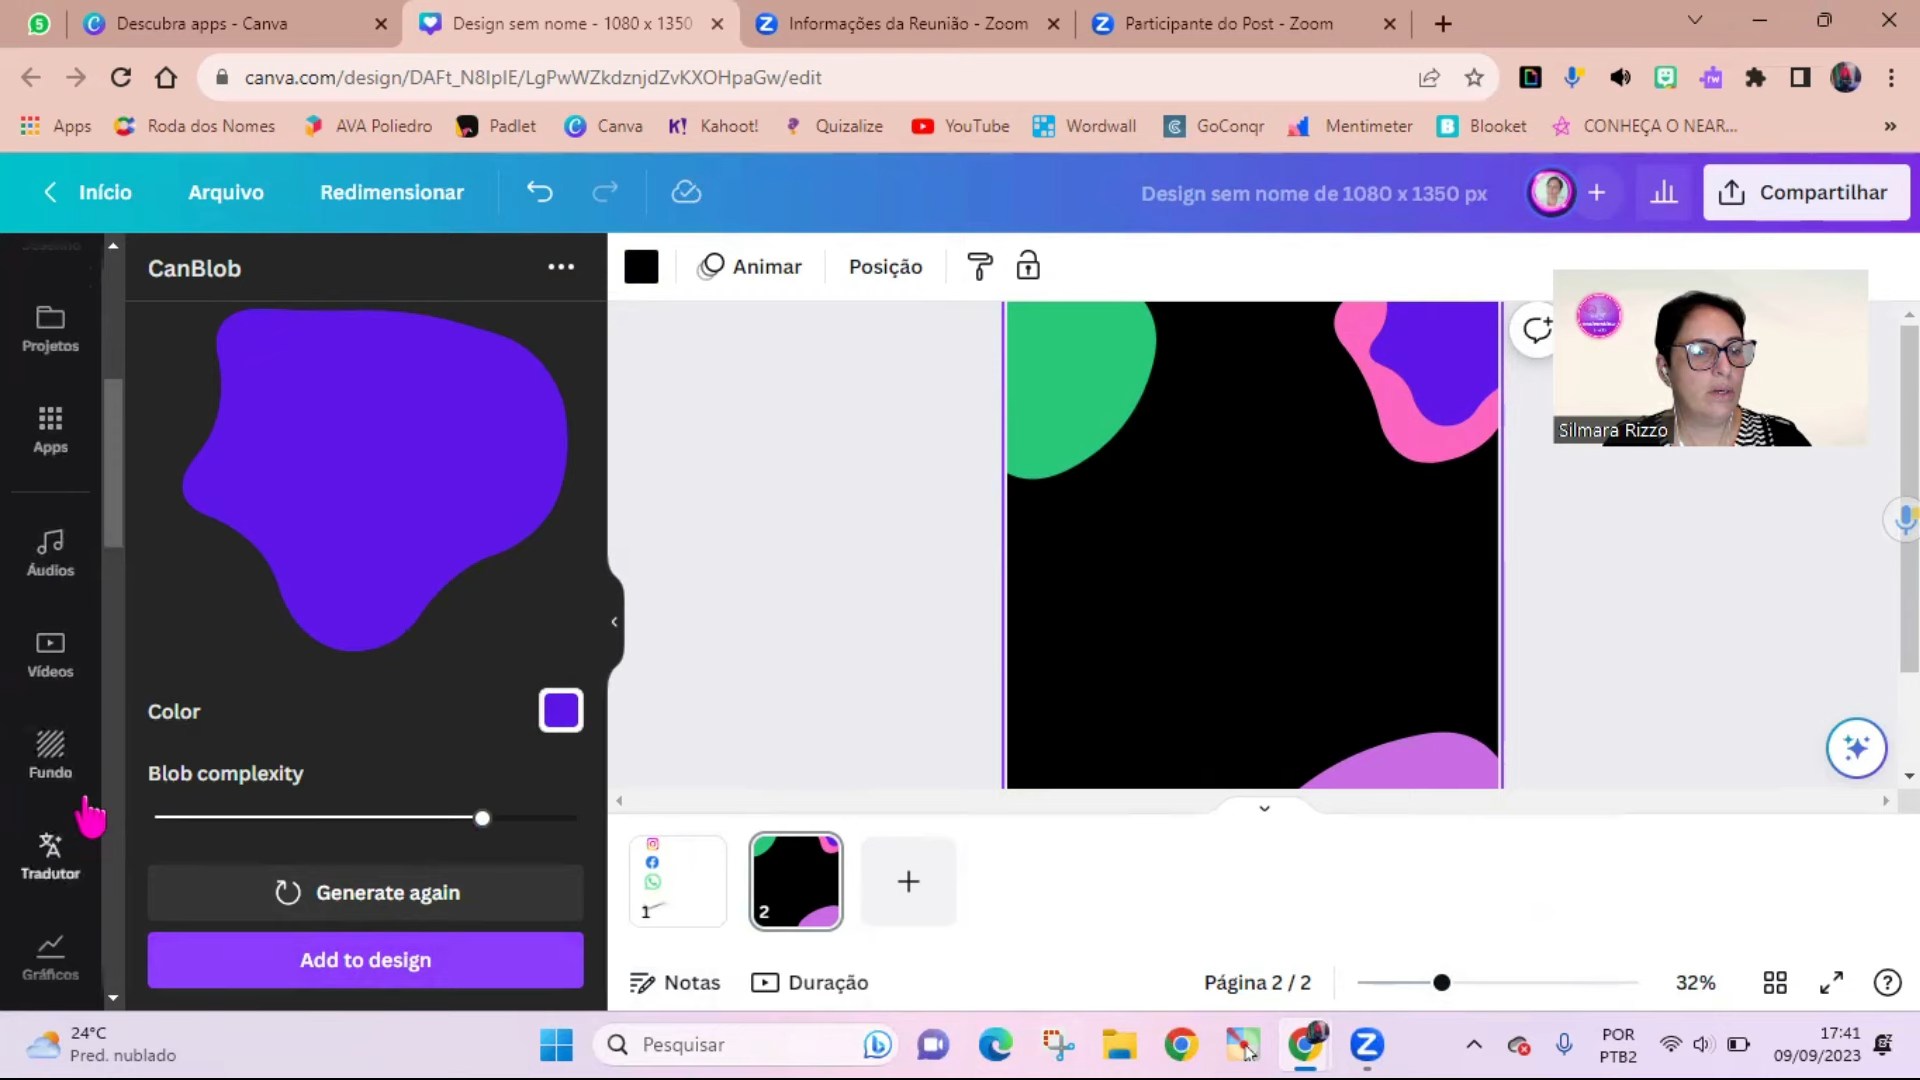 5
Descubra apps - Canva
Design sem nome - 1080 x 1350
Informações da Reunião - Zoom
Participante do Post - Zoom
canva.com/design/DAFt_N8IpIE/LgPwWZkdznjdZvKXOHpaGw/edit
Apps
Roda dos Nomes
AVA Poliedro
Padlet
Canva
K! Kahoot!
Quizalize
YouTube
Wordwall
GoConqr
Mentimeter
B Blooket
CONHEÇA O NEAR...
Início
Arquivo
Redimensionar
Design sem nome de 1080 x 1350 px
Compartilhar
CanBlob
Animar
Posição
Projetos
Apps
Áudios
Vídeos
Fundo
Tradutor
Gráficos
Silmara Rizzo
Color
Blob complexity
Generate again
Add to design
1
2
Notas
Duração
Página 2 / 2
32%
24°C
Pred. nublado
Pesquisar
POR
PTB2
17:41
09/09/2023